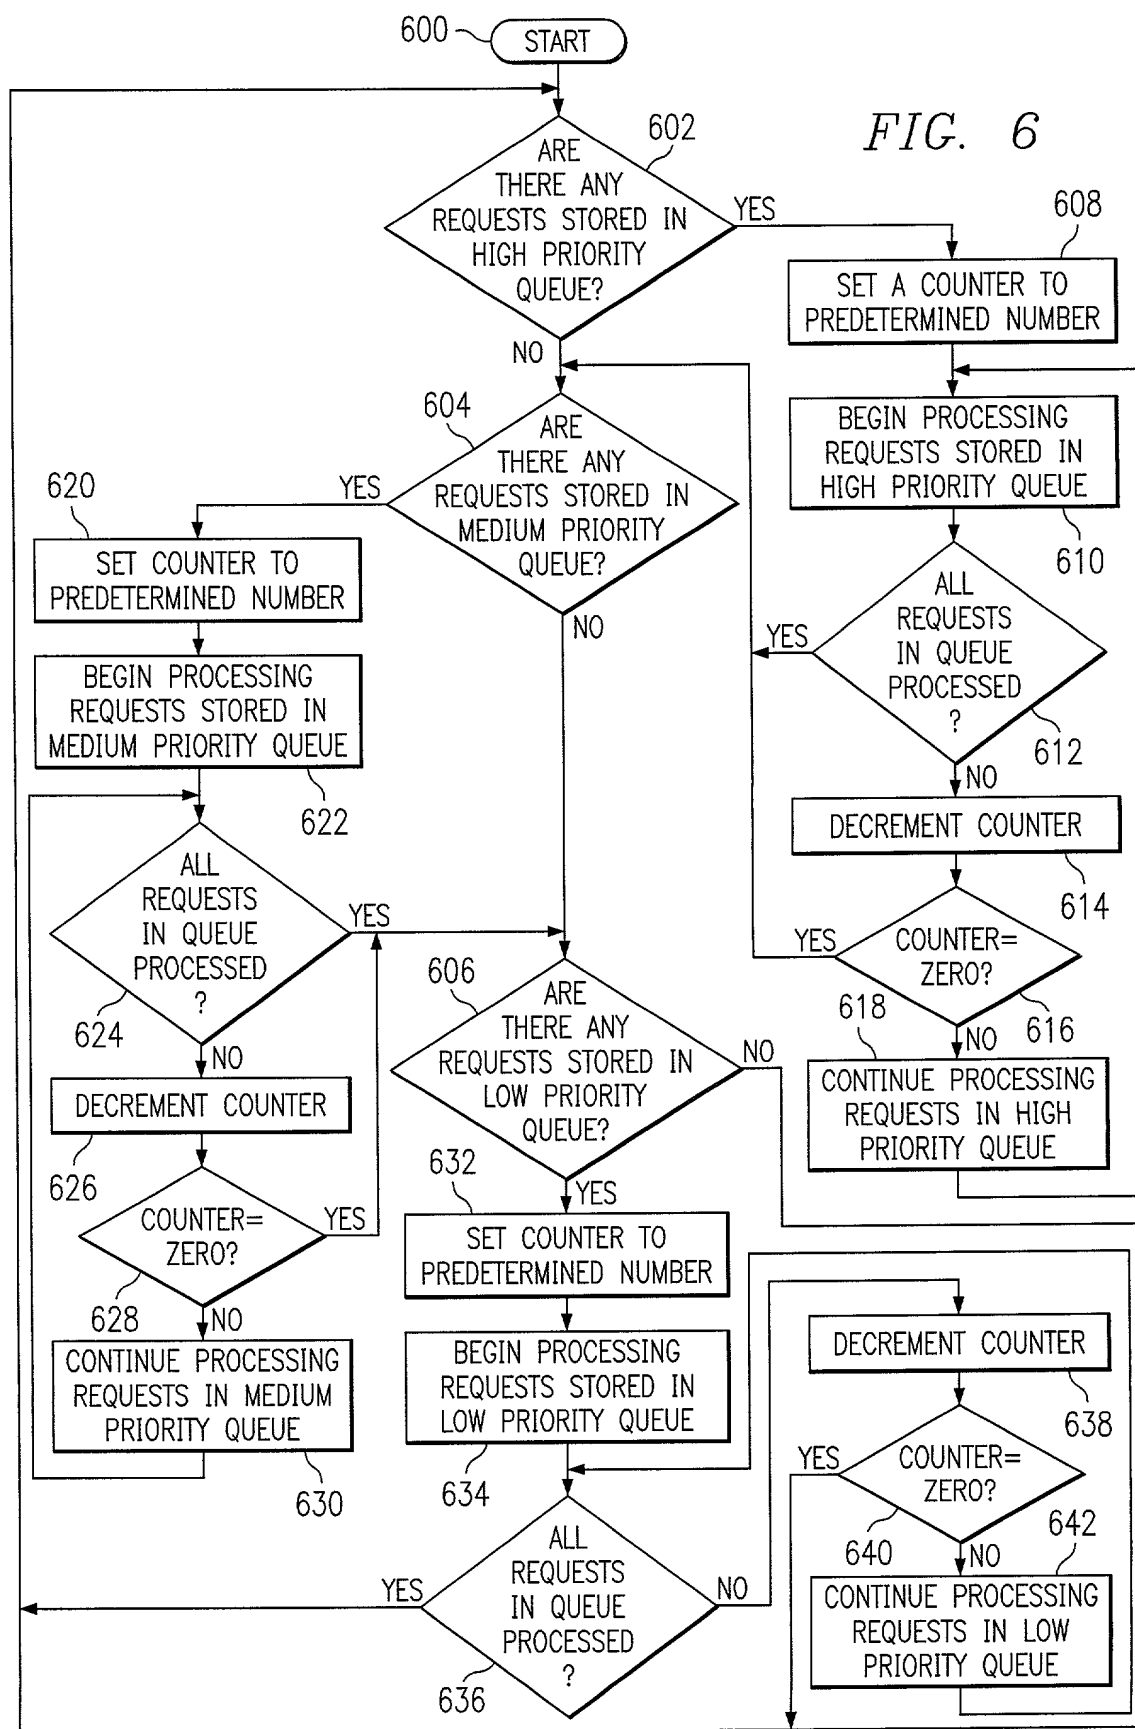 600
START
FIG. 6
602
ARE
THERE ANY
REQUESTS STORED IN
HIGH PRIORITY
QUEUE?
YES
NO
608
SET A COUNTER TO
PREDETERMINED NUMBER
604
ARE
THERE ANY
REQUESTS STORED IN
MEDIUM PRIORITY
QUEUE?
YES
NO
BEGIN PROCESSING
REQUESTS STORED IN
HIGH PRIORITY QUEUE
610
620
SET COUNTER TO
PREDETERMINED NUMBER
ALL
REQUESTS
IN QUEUE
PROCESSED
?
YES
612
NO
BEGIN PROCESSING
REQUESTS STORED IN
MEDIUM PRIORITY QUEUE
622
DECREMENT COUNTER
614
ALL
REQUESTS
IN QUEUE
PROCESSED
?
YES
624
NO
COUNTER=
ZERO?
YES
616
NO
606
ARE
THERE ANY
REQUESTS STORED IN
LOW PRIORITY
QUEUE?
NO
YES
618
CONTINUE PROCESSING
REQUESTS IN HIGH
PRIORITY QUEUE
DECREMENT COUNTER
626
COUNTER=
ZERO?
YES
628
NO
632
SET COUNTER TO
PREDETERMINED NUMBER
CONTINUE PROCESSING
REQUESTS IN MEDIUM
PRIORITY QUEUE
630
BEGIN PROCESSING
REQUESTS STORED IN
LOW PRIORITY QUEUE
634
DECREMENT COUNTER
638
COUNTER=
ZERO?
YES
640
NO
642
ALL
REQUESTS
IN QUEUE
PROCESSED
?
YES
NO
636
CONTINUE PROCESSING
REQUESTS IN LOW
PRIORITY QUEUE